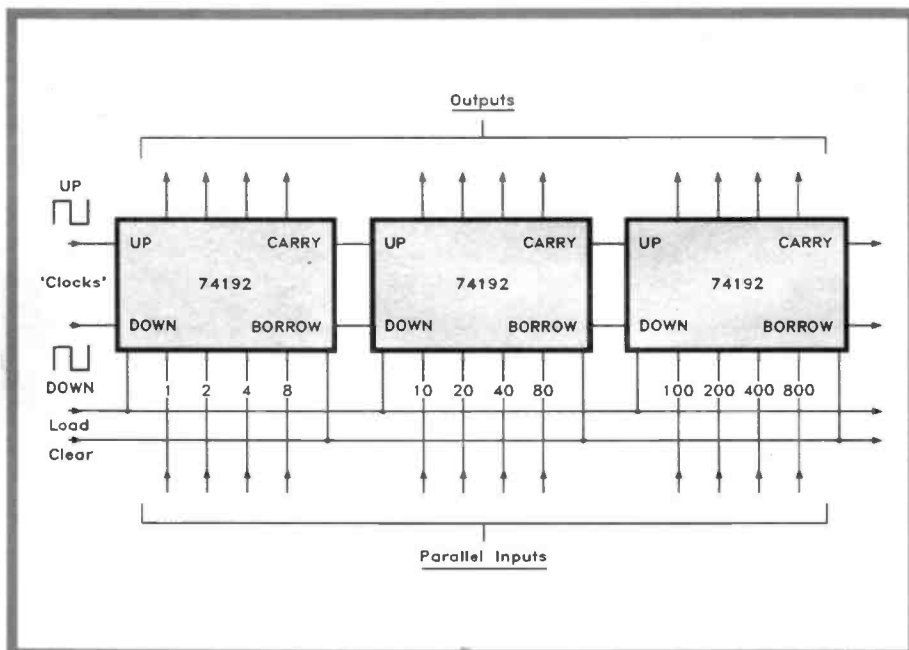 Outputs
UP
UP CARRY UP CARRY UP CARRY
'Clocks' 74192 74192 74192
DOWN BORROW DOWN BORROW DOWN BORROW
DOWN 1 2 4 8 10 20 40 80 100 200 400 800
Load
Clear
Parallel Inputs